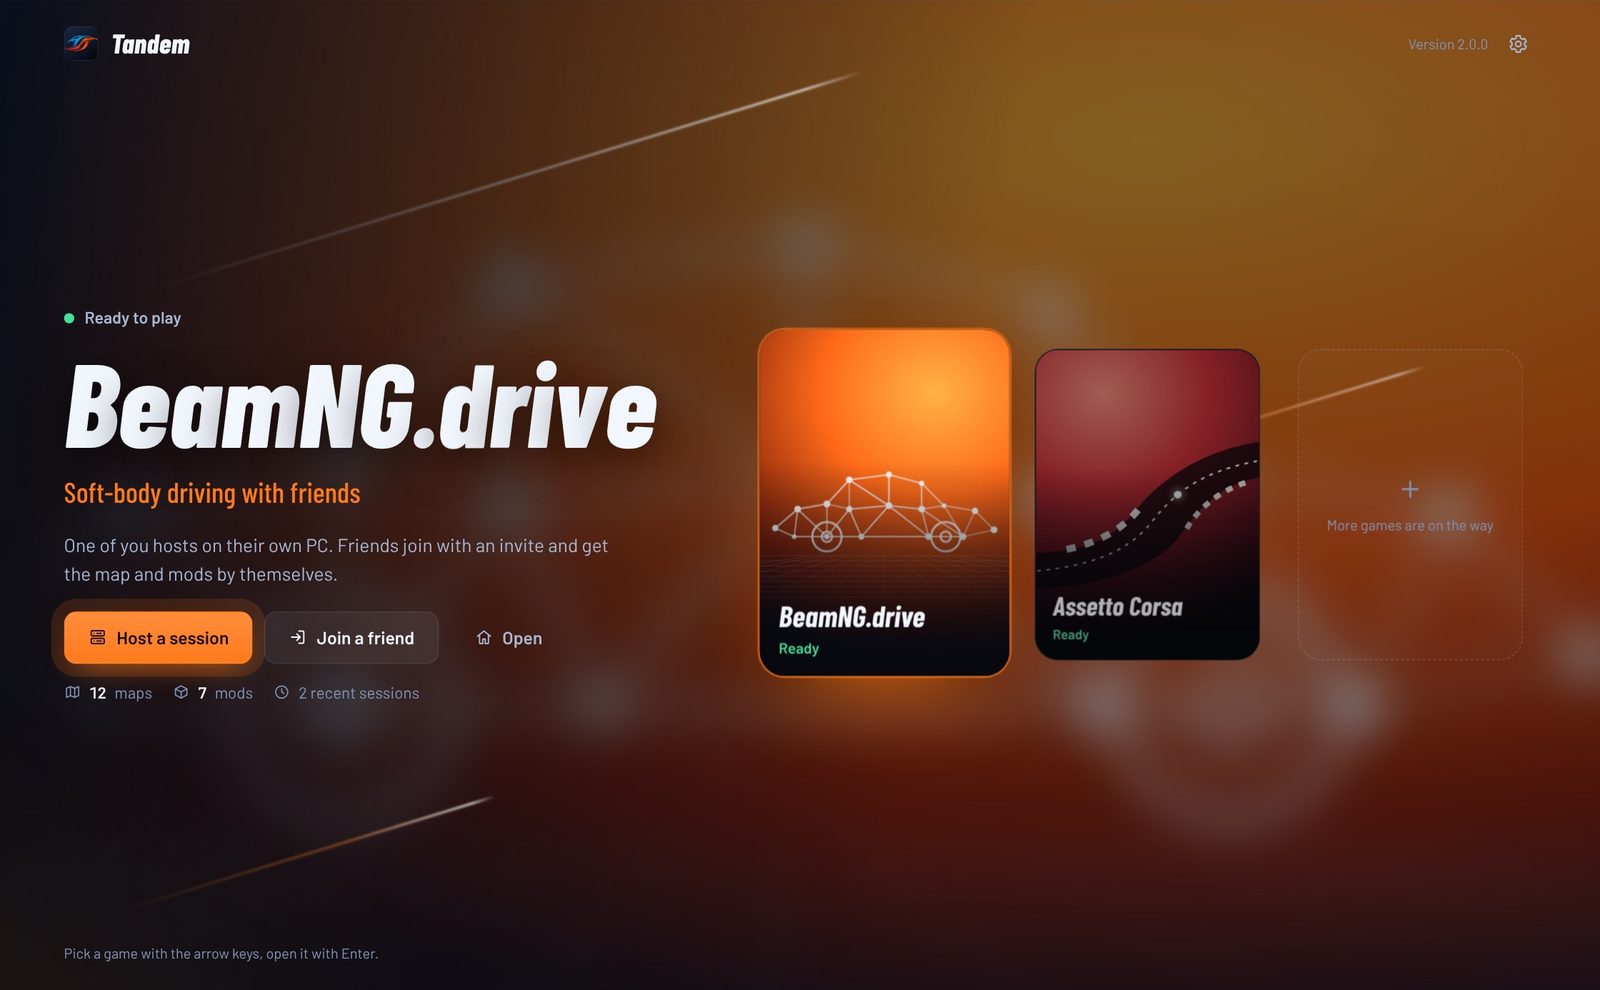 Tandem
Version 2.0.0
Ready to play
BeamNG.drive
Soft-body driving with friends
One of you hosts on their own PC. Friends join with an invite and get
the map and mods by themselves.
Host a session
Join a friend
Open
12 maps
7 mods
2 recent sessions
BeamNG.drive
Ready
Assetto Corsa
Ready
More games are on the way
Pick a game with the arrow keys, open it with Enter.